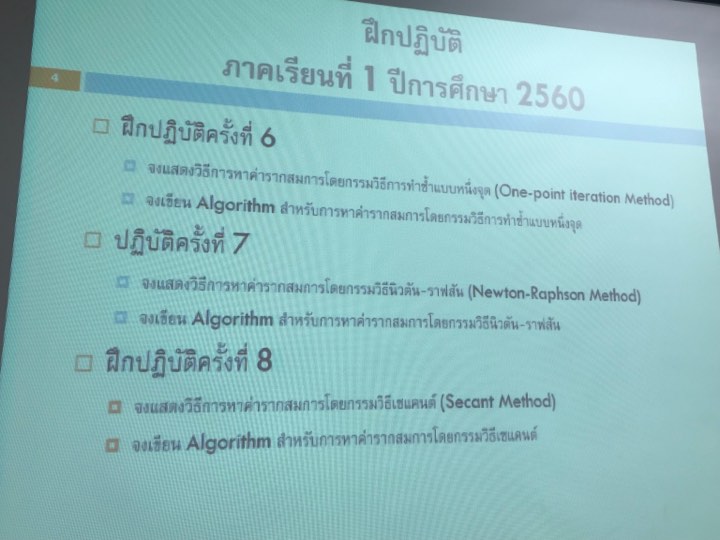 ฝึกปฏิบัติ
ภาคเรียนที่ 1 ปีการศึกษา 2560
4
ฝึกปฏิบัติครั้งที่ 6
จงแสดงวิธีการหาค่ารากสมการโดยกรรมวิธีการทำซ้ำแบบหนึ่งจุด (One-point iteration Method)
จงเขียน Algorithm สำหรับการหาค่ารากสมการโดยกรรมวิธีการทำซ้ำแบบหนึ่งจุด
ปฏิบัติครั้งที่ 7
จงแสดงวิธีการหาค่ารากสมการโดยกรรมวิธีนิวตัน-ราฟสัน (Newton-Raphson Method)
จงเขียน Algorithm สำหรับการหาค่ารากสมการโดยกรรมวิธีนิวตัน-ราฟสัน
ฝึกปฏิบัติครั้งที่ 8
จงแสดงวิธีการหาค่ารากสมการโดยกรรมวิธีเซแคนต์ (Secant Method)
จงเขียน Algorithm สำหรับการหาค่ารากสมการโดยกรรมวิธีเซแคนต์